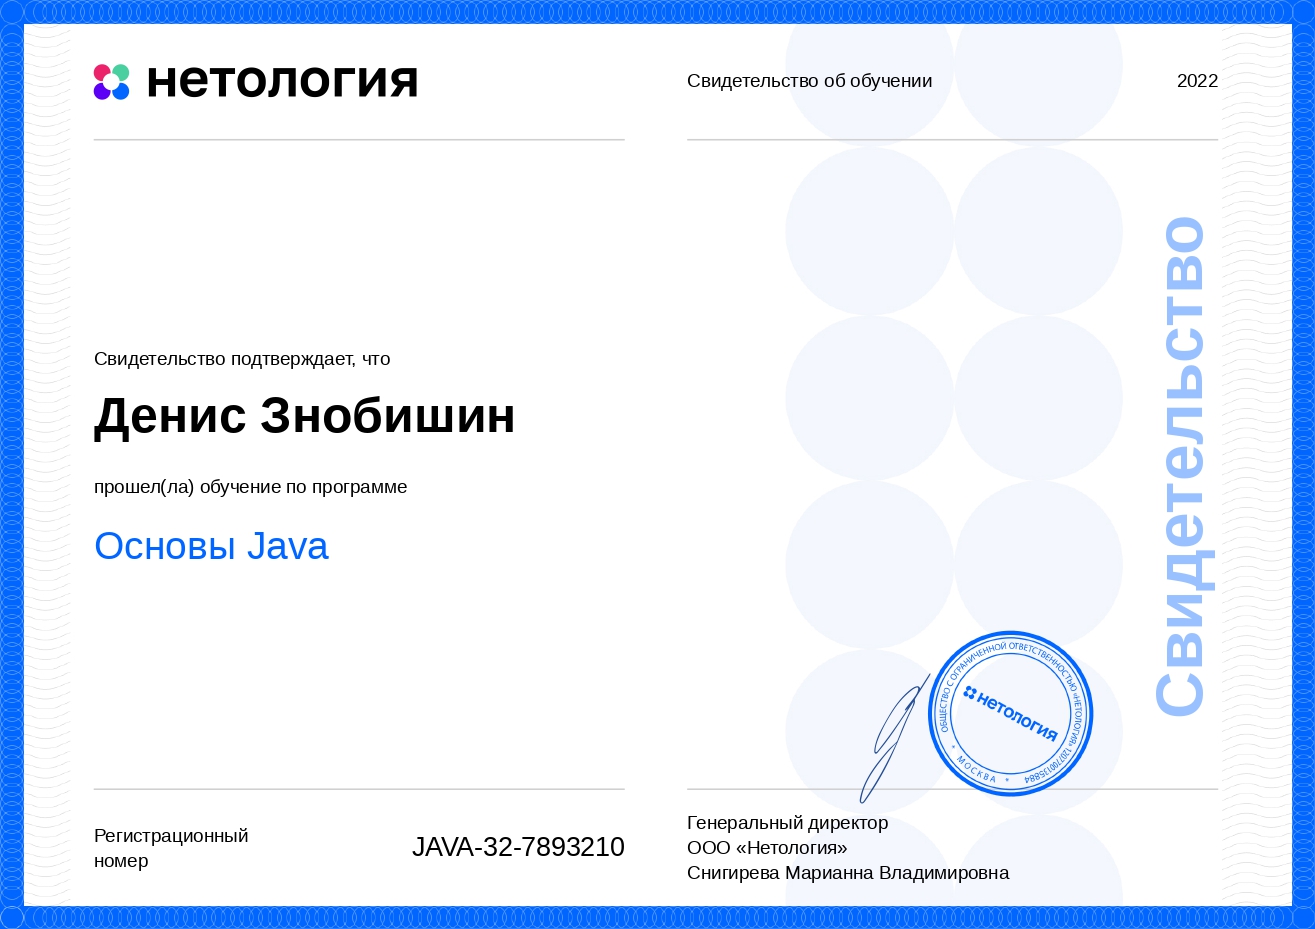 нетология
Свидетельство об обучении
2022
Свидетельство подтверждает, что
Денис Знобишин
прошел(ла) обучение по программе
Основы Java
Свидетельство
ОБЩЕСТВО С ОГРАНИЧЕННОЙ ОТВЕТСТВЕННОСТЬЮ «НЕТОЛОГИЯ» 1207700135884
* МОСКВА *
нетология
Регистрационный
номер
JAVA-32-7893210
Генеральный директор
ООО «Нетология»
Снигирева Марианна Владимировна